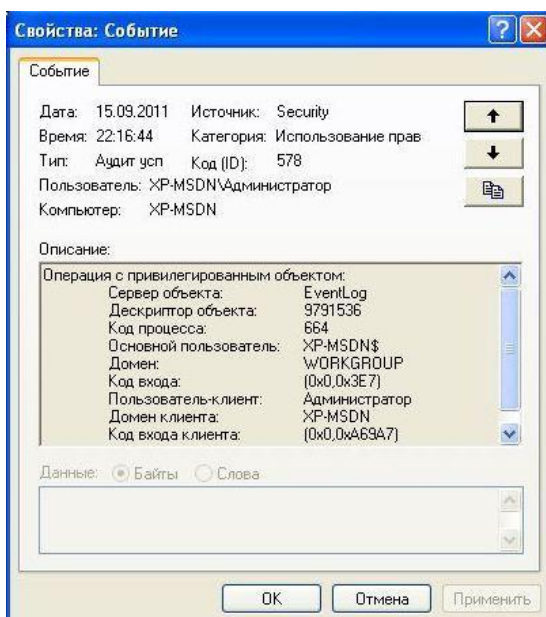 Свойства: Событие
Событие
Дата: 15.09.2011 Источник: Security
Время: 22:16:44 Категория: Использование прав
Тип: Аудит усп Код (ID): 578
Пользователь: XP-MSDN\Администратор
Компьютер: XP-MSDN
Описание:
Операция с привилегированным объектом:
Сервер объекта: EventLog
Дескриптор объекта: 9791536
Код процесса: 664
Основной пользователь: XP-MSDN$
Домен: WORKGROUP
Код входа: (0x0,0x3E7)
Пользователь-клиент: Администратор
Домен клиента: XP-MSDN
Код входа клиента: (0x0,0xA69A7)
Данные: Байты Слова
OK Отмена Применить